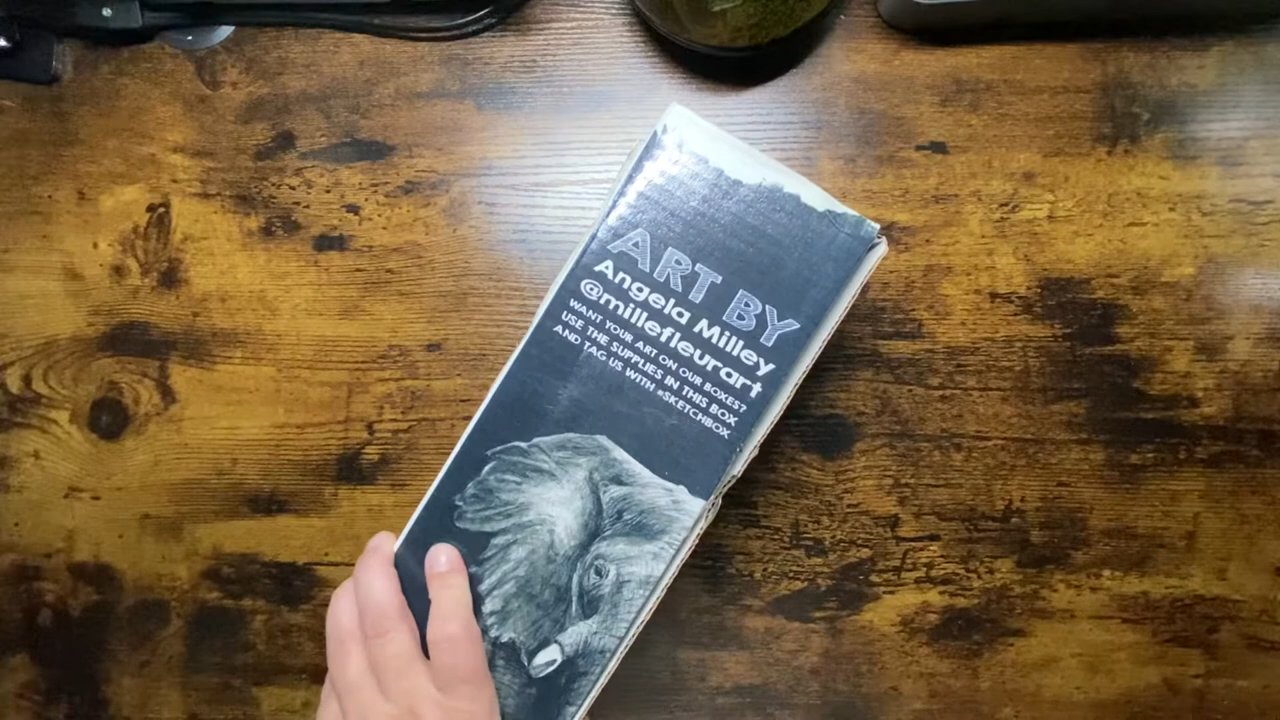 ART BY
Angela Milley
@millefleurart
WANT YOUR ART ON OUR BOXES?
USE THE SUPPLIES IN THIS BOX
AND TAG US WITH #SKETCHBOX